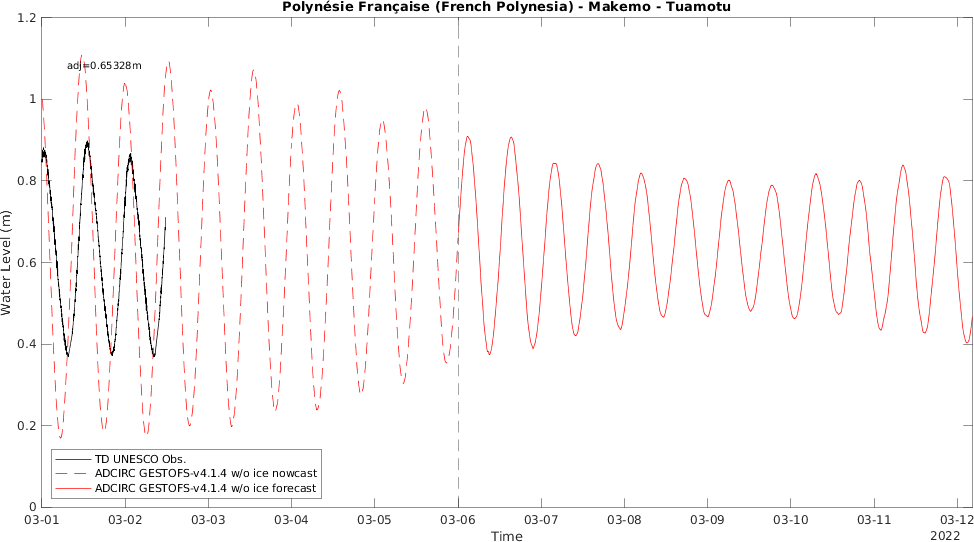 Polynésie Française (French Polynesia) - Makemo - Tuamotu
1.2
adj=0.65328m
1
0.8
0.6
Water Level (m)
0.4
0.2
TD UNESCO Obs.
ADCIRC GESTOFS-v4.1.4 w/o ice nowcast
ADCIRC GESTOFS-v4.1.4 w/o ice forecast
0
03-01 03-02 03-03 03-04 03-05 03-06 03-07 03-08 03-09 03-10 03-11 03-12
Time 2022